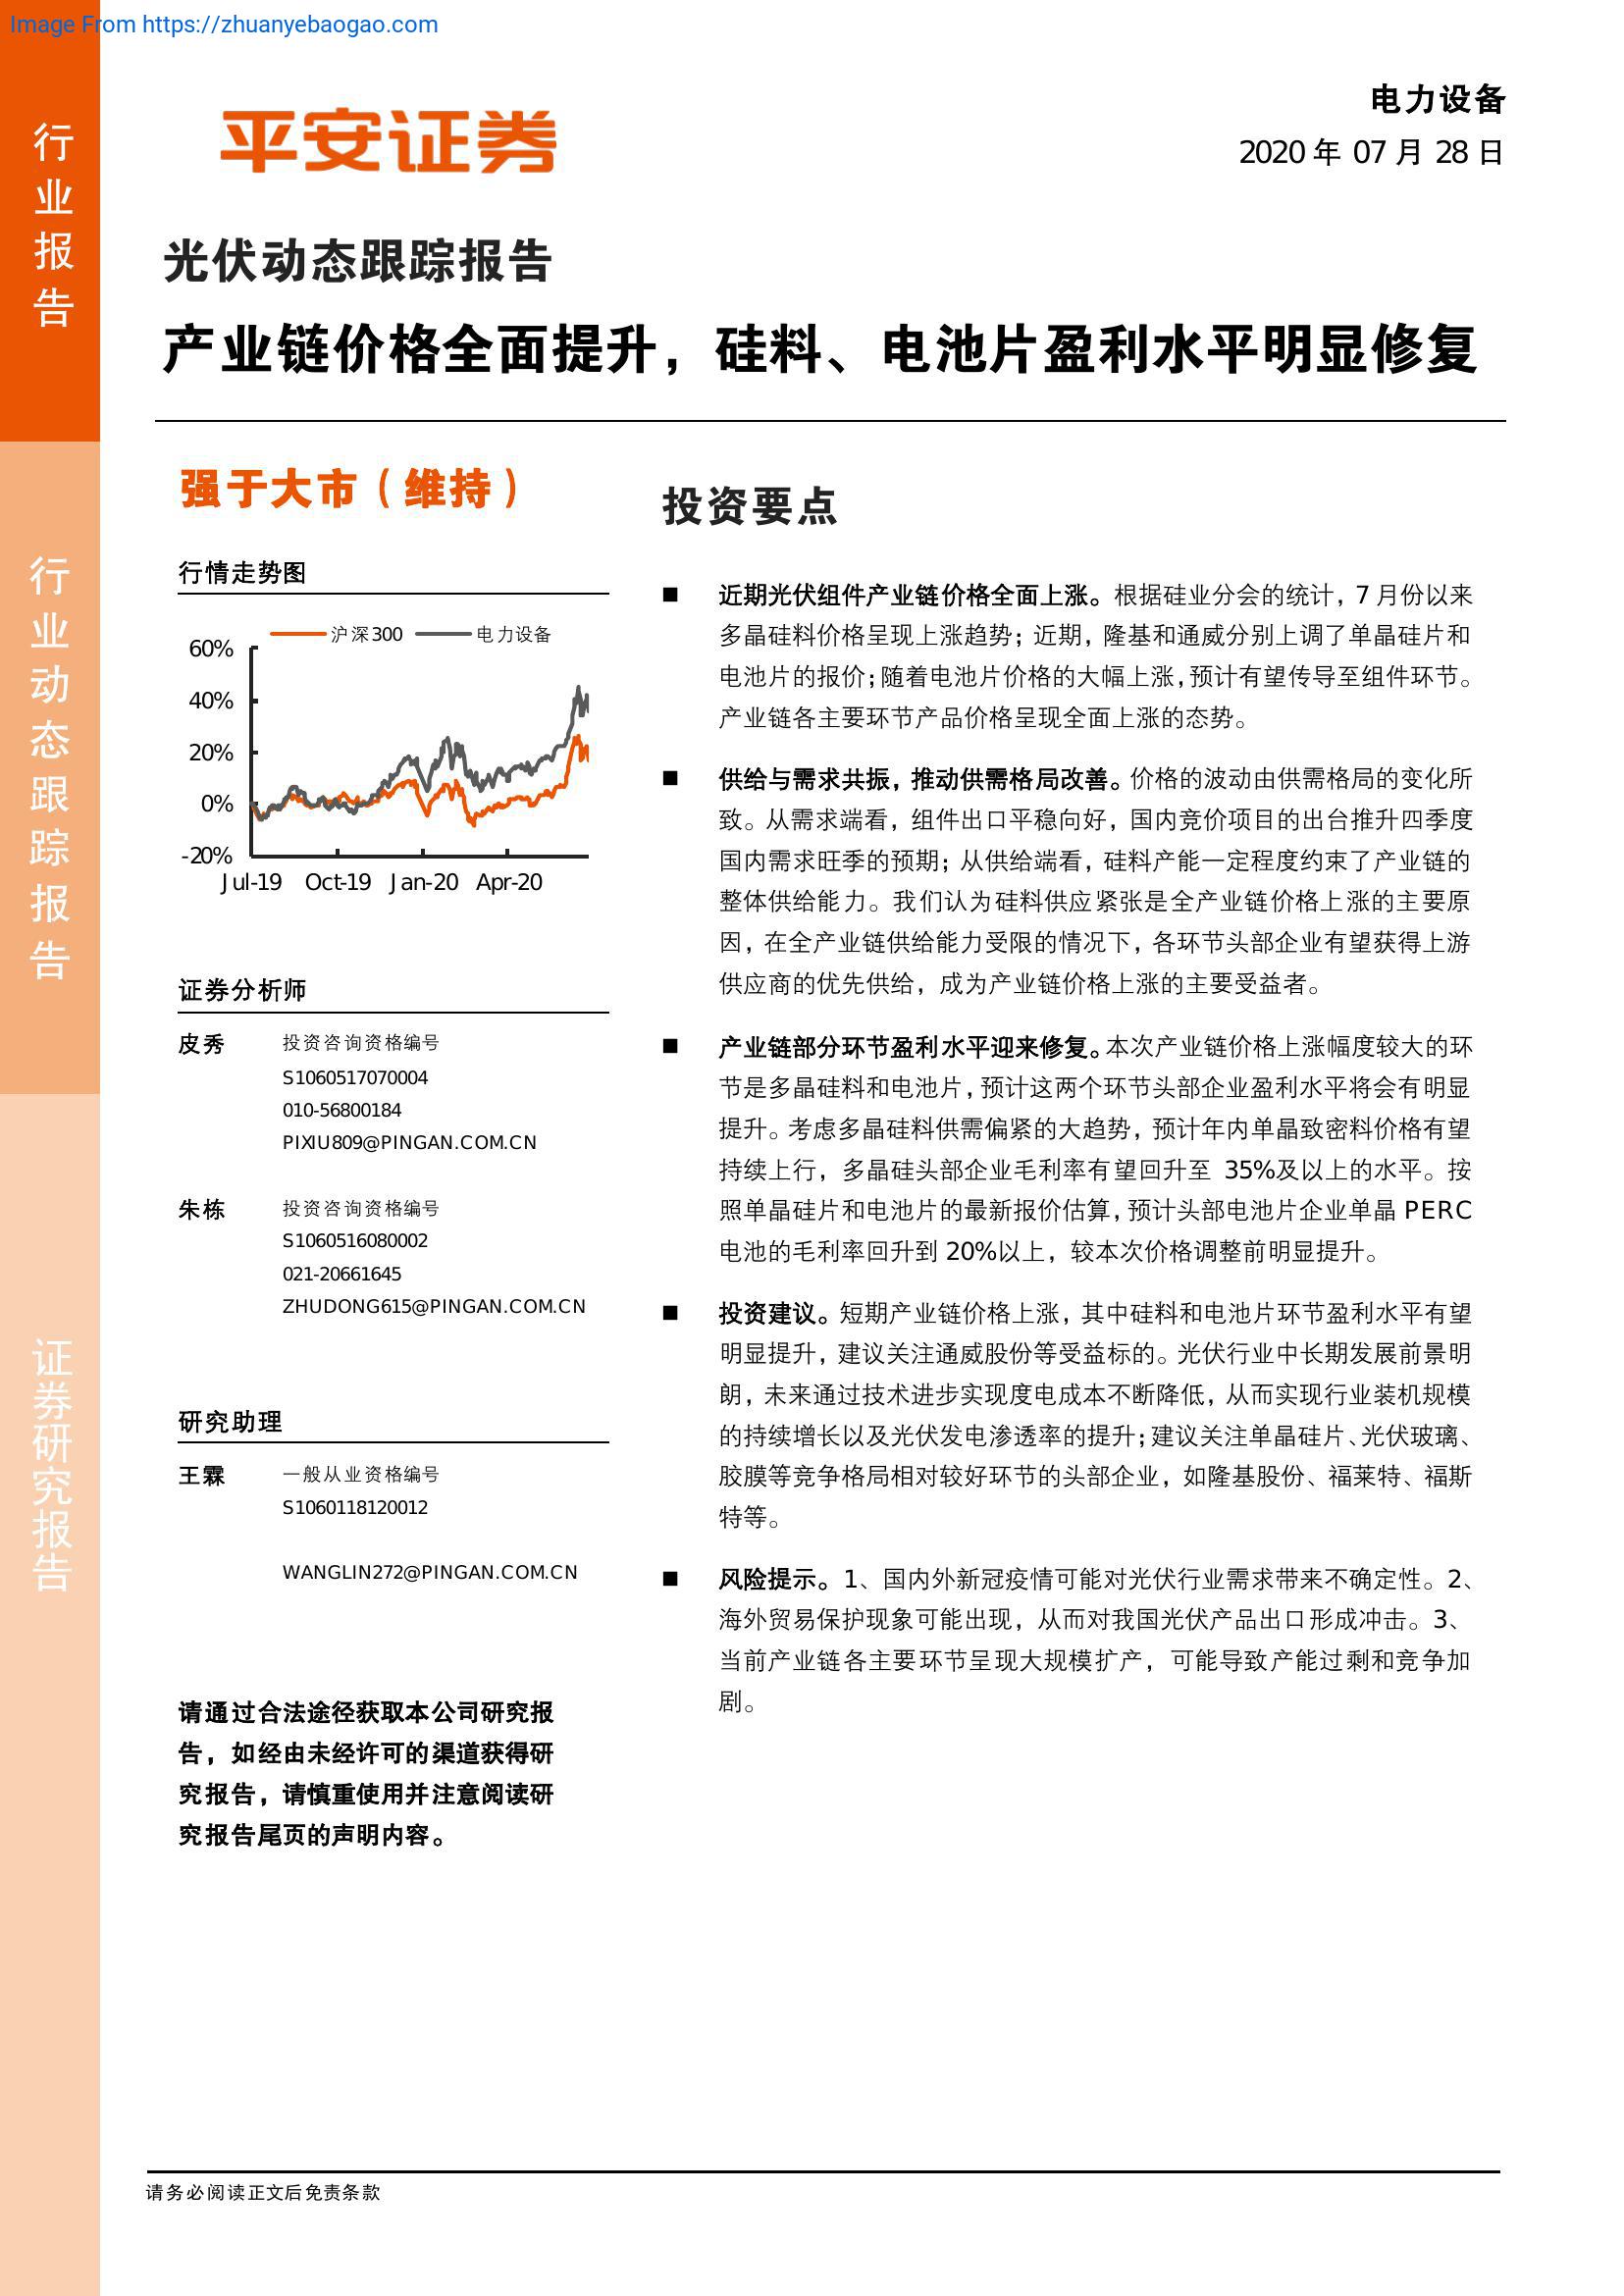 Image From https://zhuanyebaogao.com
行业报告
行业动态跟踪报告
证券研究报告
平安证券
电力设备
2020 年 07 月 28 日
光伏动态跟踪报告
产业链价格全面提升，硅料、电池片盈利水平明显修复
强于大市（维持）
行情走势图
沪深300 电力设备
60%
40%
20%
0%
-20%
Jul-19 Oct-19 Jan-20 Apr-20
证券分析师
皮秀 投资咨询资格编号
S1060517070004
010-56800184
PIXIU809@PINGAN.COM.CN
朱栋 投资咨询资格编号
S1060516080002
021-20661645
ZHUDONG615@PINGAN.COM.CN
研究助理
王霖 一般从业资格编号
S1060118120012
WANGLIN272@PINGAN.COM.CN
请通过合法途径获取本公司研究报
告，如经由未经许可的渠道获得研
究报告，请慎重使用并注意阅读研
究报告尾页的声明内容。
投资要点
■ 近期光伏组件产业链价格全面上涨。根据硅业分会的统计，7 月份以来
多晶硅料价格呈现上涨趋势；近期，隆基和通威分别上调了单晶硅片和
电池片的报价；随着电池片价格的大幅上涨，预计有望传导至组件环节。
产业链各主要环节产品价格呈现全面上涨的态势。
■ 供给与需求共振，推动供需格局改善。价格的波动由供需格局的变化所
致。从需求端看，组件出口平稳向好，国内竞价项目的出台推升四季度
国内需求旺季的预期；从供给端看，硅料产能一定程度约束了产业链的
整体供给能力。我们认为硅料供应紧张是全产业链价格上涨的主要原
因，在全产业链供给能力受限的情况下，各环节头部企业有望获得上游
供应商的优先供给，成为产业链价格上涨的主要受益者。
■ 产业链部分环节盈利水平迎来修复。本次产业链价格上涨幅度较大的环
节是多晶硅料和电池片，预计这两个环节头部企业盈利水平将会有明显
提升。考虑多晶硅料供需偏紧的大趋势，预计年内单晶致密料价格有望
持续上行，多晶硅头部企业毛利率有望回升至 35%及以上的水平。按
照单晶硅片和电池片的最新报价估算，预计头部电池片企业单晶 PERC
电池的毛利率回升到 20%以上，较本次价格调整前明显提升。
■ 投资建议。短期产业链价格上涨，其中硅料和电池片环节盈利水平有望
明显提升，建议关注通威股份等受益标的。光伏行业中长期发展前景明
朗，未来通过技术进步实现度电成本不断降低，从而实现行业装机规模
的持续增长以及光伏发电渗透率的提升；建议关注单晶硅片、光伏玻璃、
胶膜等竞争格局相对较好环节的头部企业，如隆基股份、福莱特、福斯
特等。
■ 风险提示。1、国内外新冠疫情可能对光伏行业需求带来不确定性。2、
海外贸易保护现象可能出现，从而对我国光伏产品出口形成冲击。3、
当前产业链各主要环节呈现大规模扩产，可能导致产能过剩和竞争加
剧。
请务必阅读正文后免责条款